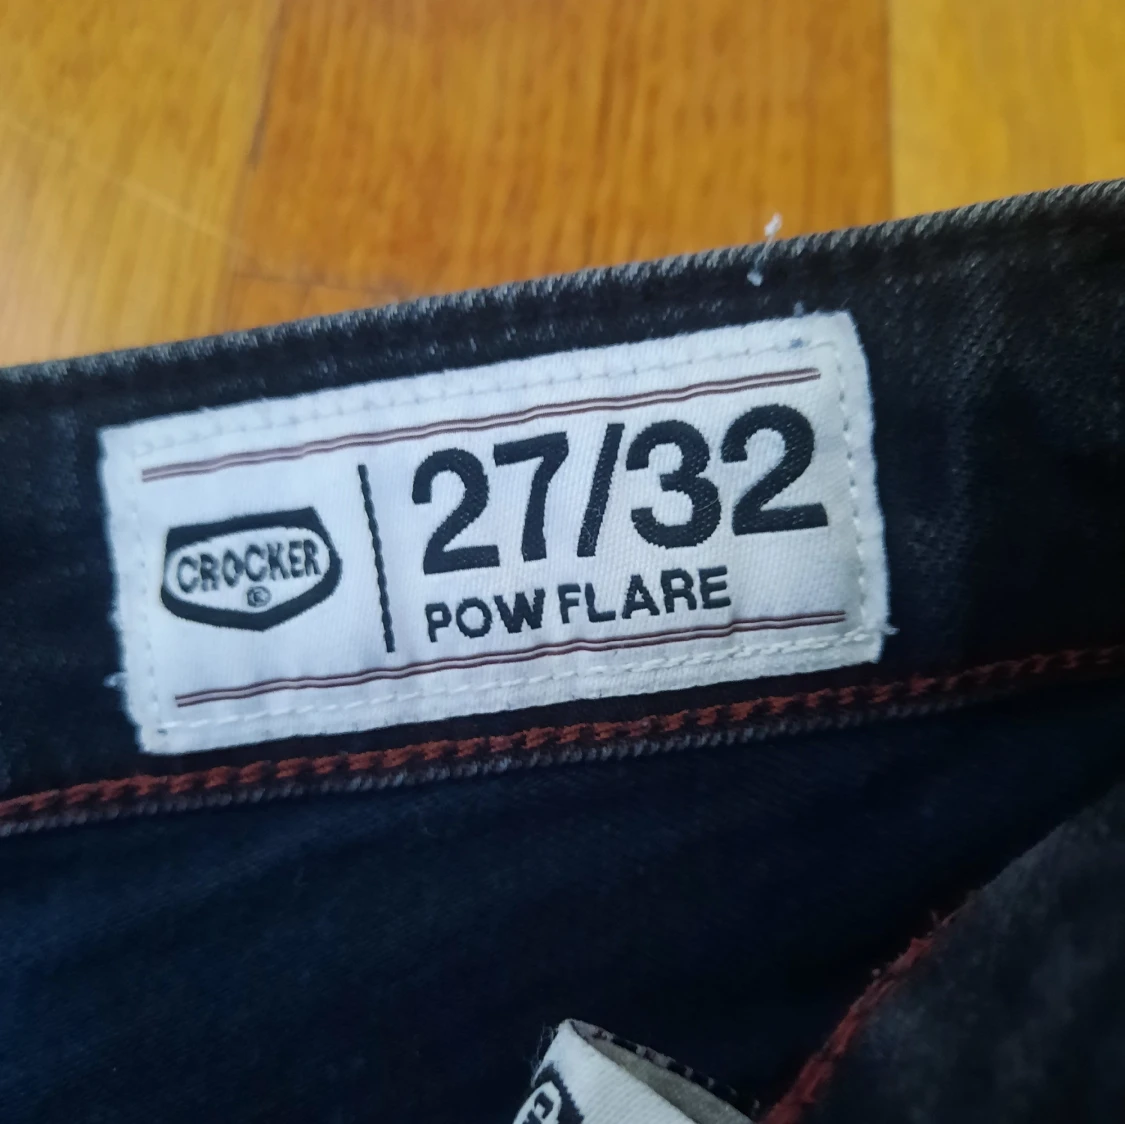 CROCKER
©
27/32
POW FLARE